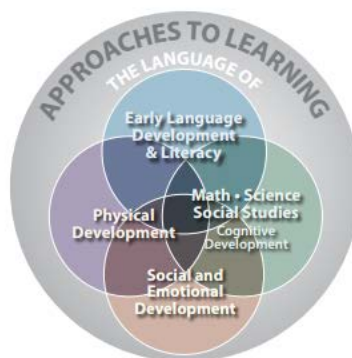 APPROACHES TO LEARNING
THE LANGUAGE OF
Early Language
Development
& Literacy
Math • Science
Social Studies
Cognitive
Development
Physical
Development
Social and
Emotional
Development